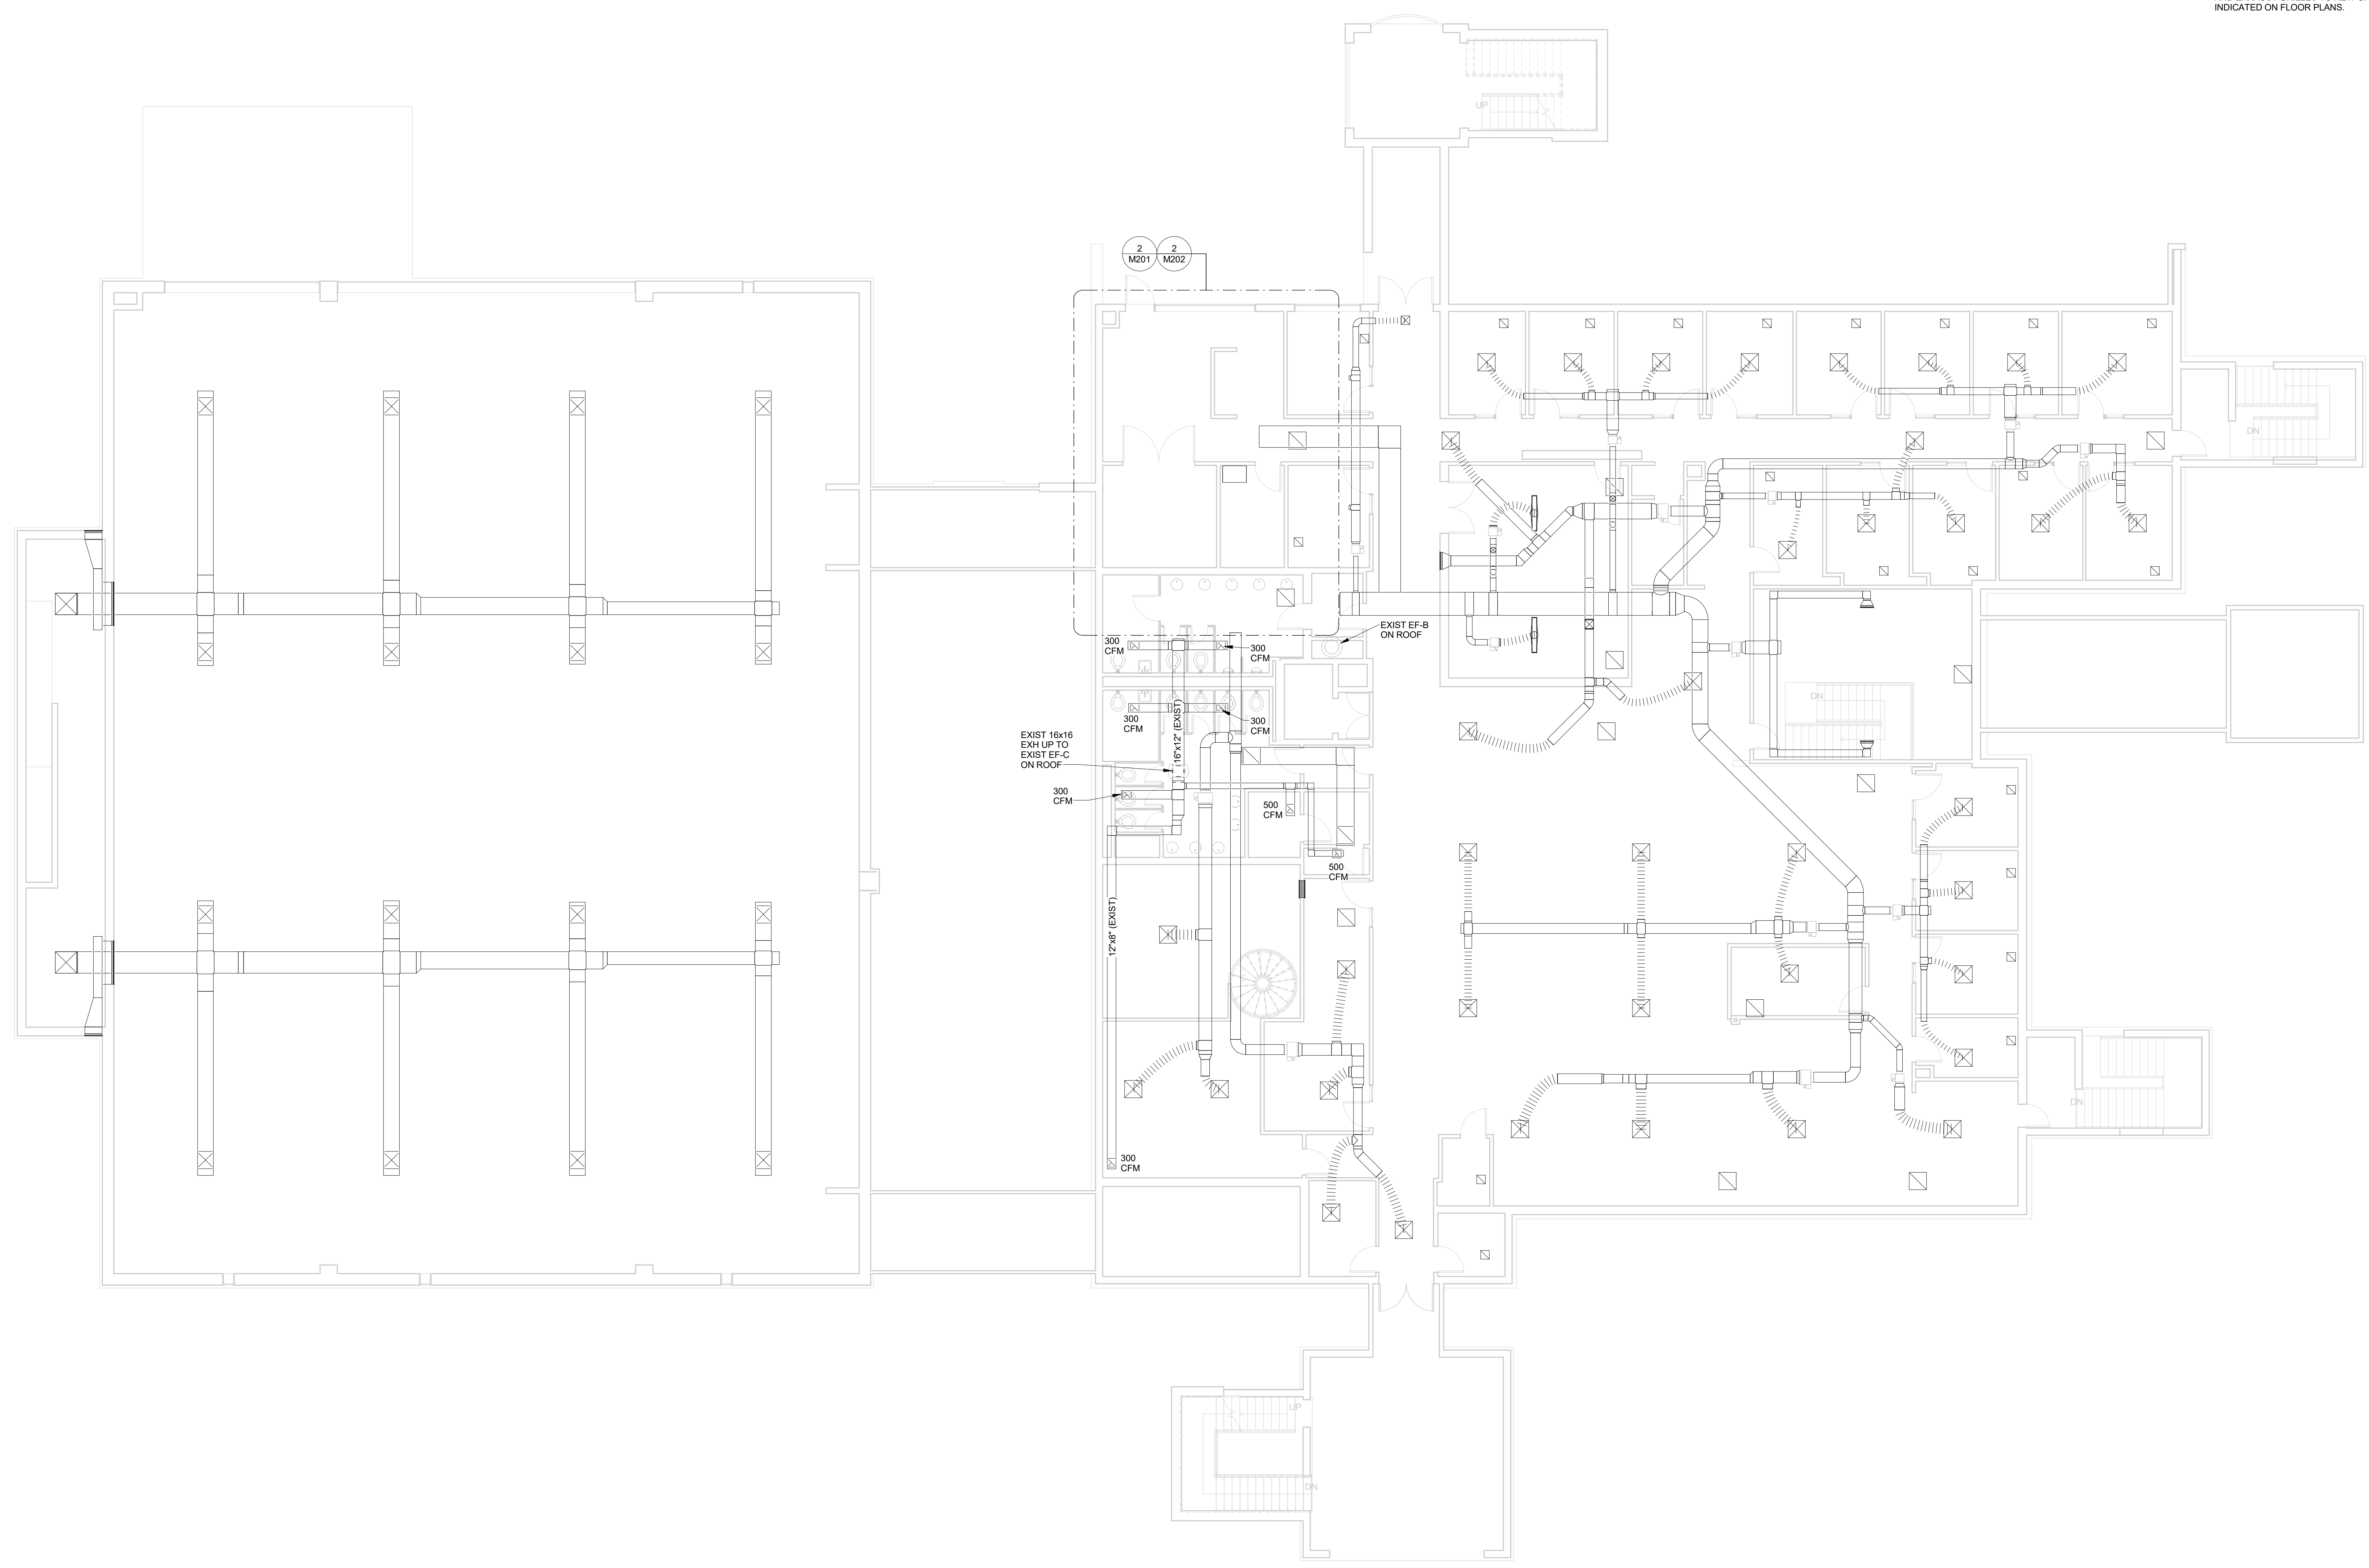 INDICATED ON FLOOR PLANS.
UP
2
M201
2
M202
DN
EXIST EF-B
ON ROOF
300
CFM
300
CFM
DN
300
CFM
300
CFM
16"x12" (EXIST)
EXIST 16x16
EXH UP TO
EXIST EF-C
ON ROOF
300
CFM
500
CFM
500
CFM
12"x8" (EXIST)
DN
300
CFM
UP
DN